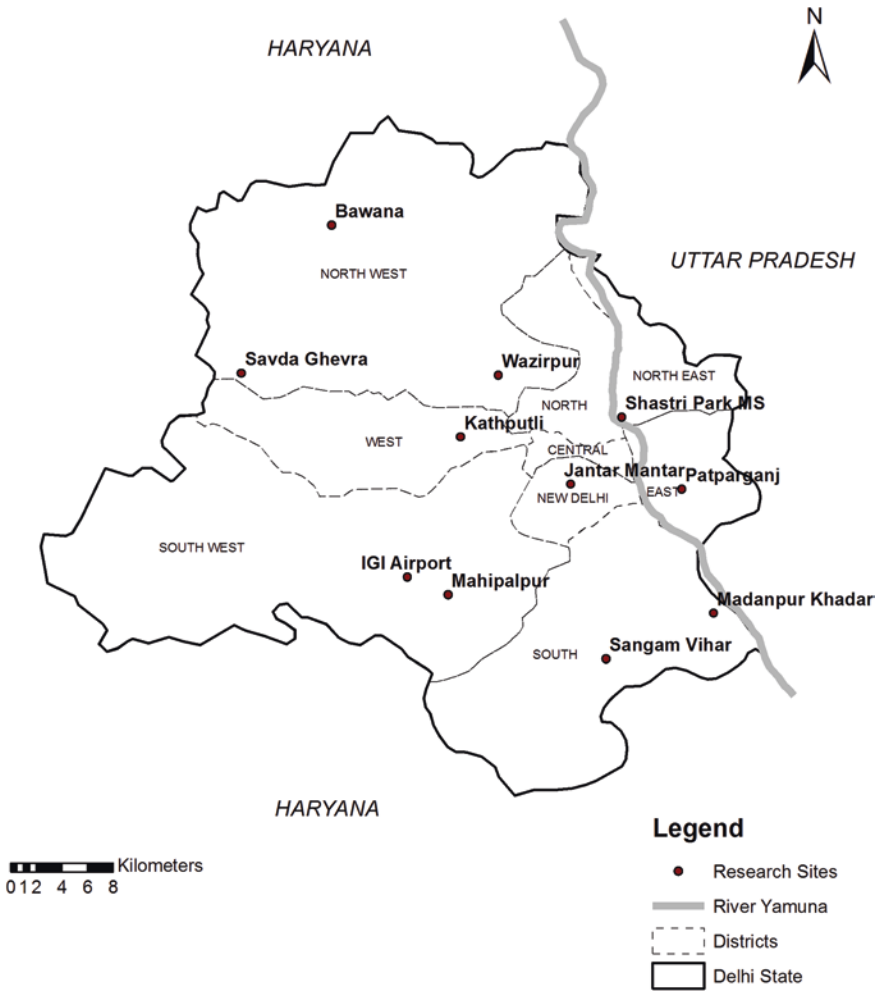 HARYANA
N
Bawana
UTTAR PRADESH
NORTH WEST
Savda Ghevra
Wazirpur
NORTH EAST
NORTH
Shastri Park MS
Kathputli
WEST
CENTRAL
Jantar Mantar
Patparganj
NEW DELHI
EAST
SOUTH WEST
IGI Airport
Mahipalpur
Madanpur Khadar
Sangam Vihar
SOUTH
HARYANA
Legend
Kilometers
0 1 2 4 6 8
Research Sites
River Yamuna
Districts
Delhi State